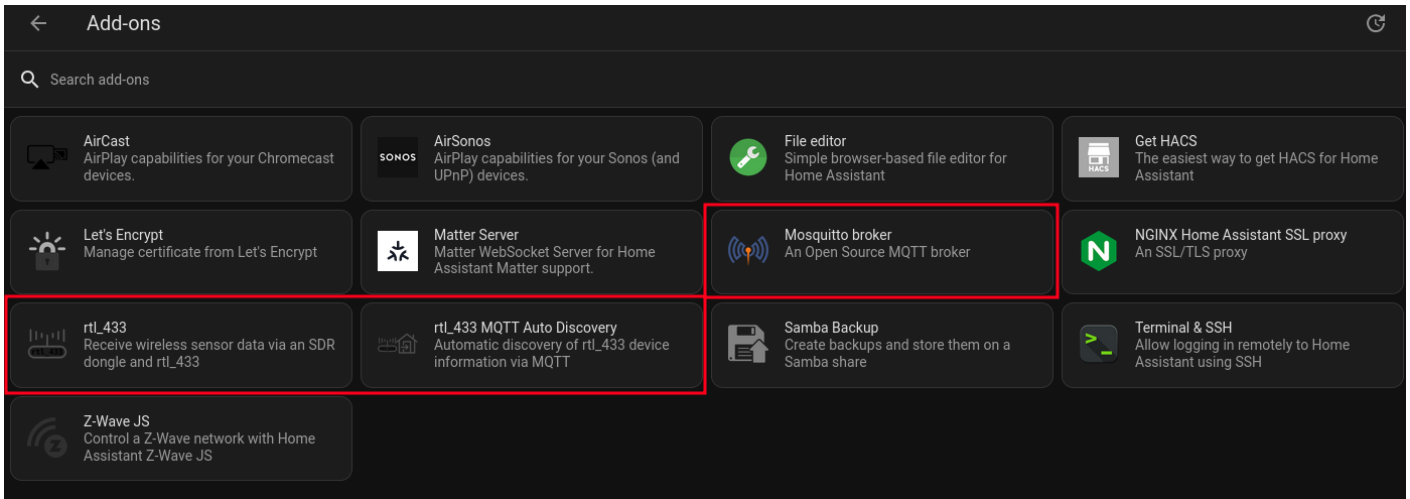 Add-ons
Search add-ons
AirCast
AirPlay capabilities for your Chromecast
devices.
SONOS
AirSonos
AirPlay capabilities for your Sonos (and
UPnP) devices.
File editor
Simple browser-based file editor for
Home Assistant
HACS
Get HACS
The easiest way to get HACS for Home
Assistant
Let's Encrypt
Manage certificate from Let's Encrypt
Matter Server
Matter WebSocket Server for Home
Assistant Matter support.
Mosquitto broker
An Open Source MQTT broker
N
NGINX Home Assistant SSL proxy
An SSL/TLS proxy
rtl_433
rtl_433
Receive wireless sensor data via an SDR
dongle and rtl_433
rtl_433 MQTT Auto Discovery
Automatic discovery of rtl_433 device
information via MQTT
Samba Backup
Create backups and store them on a
Samba share
>_
Terminal & SSH
Allow logging in remotely to Home
Assistant using SSH
Z
Z-Wave JS
Control a Z-Wave network with Home
Assistant Z-Wave JS